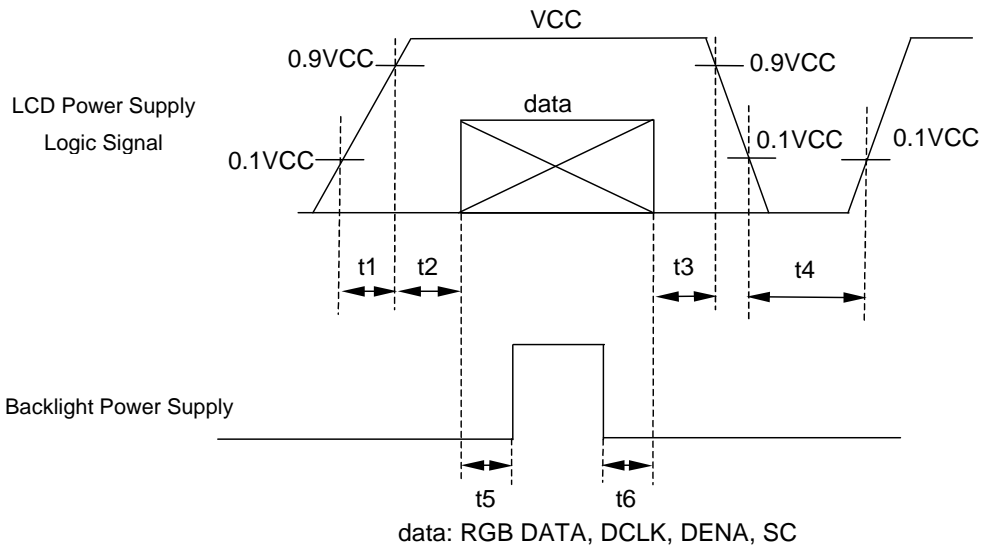 VCC
0.9VCC
0.9VCC
LCD Power Supply
Logic Signal
data
0.1VCC
0.1VCC
0.1VCC
t1
t2
t3
t4
Backlight Power Supply
t5
t6
data: RGB DATA, DCLK, DENA, SC